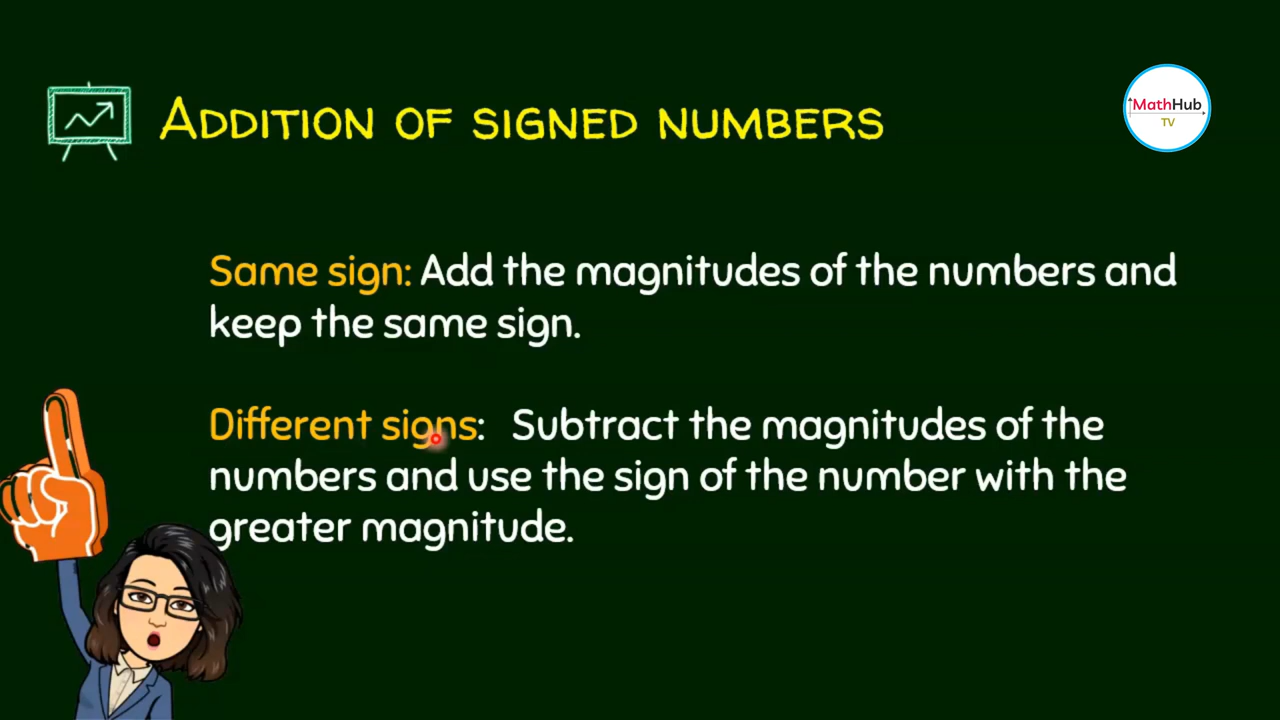 ADDITION OF SIGNED NUMBERS
MathHub
TV
Same sign: Add the magnitudes of the numbers and
keep the same sign.
Different signs: Subtract the magnitudes of the
numbers and use the sign of the number with the
greater magnitude.